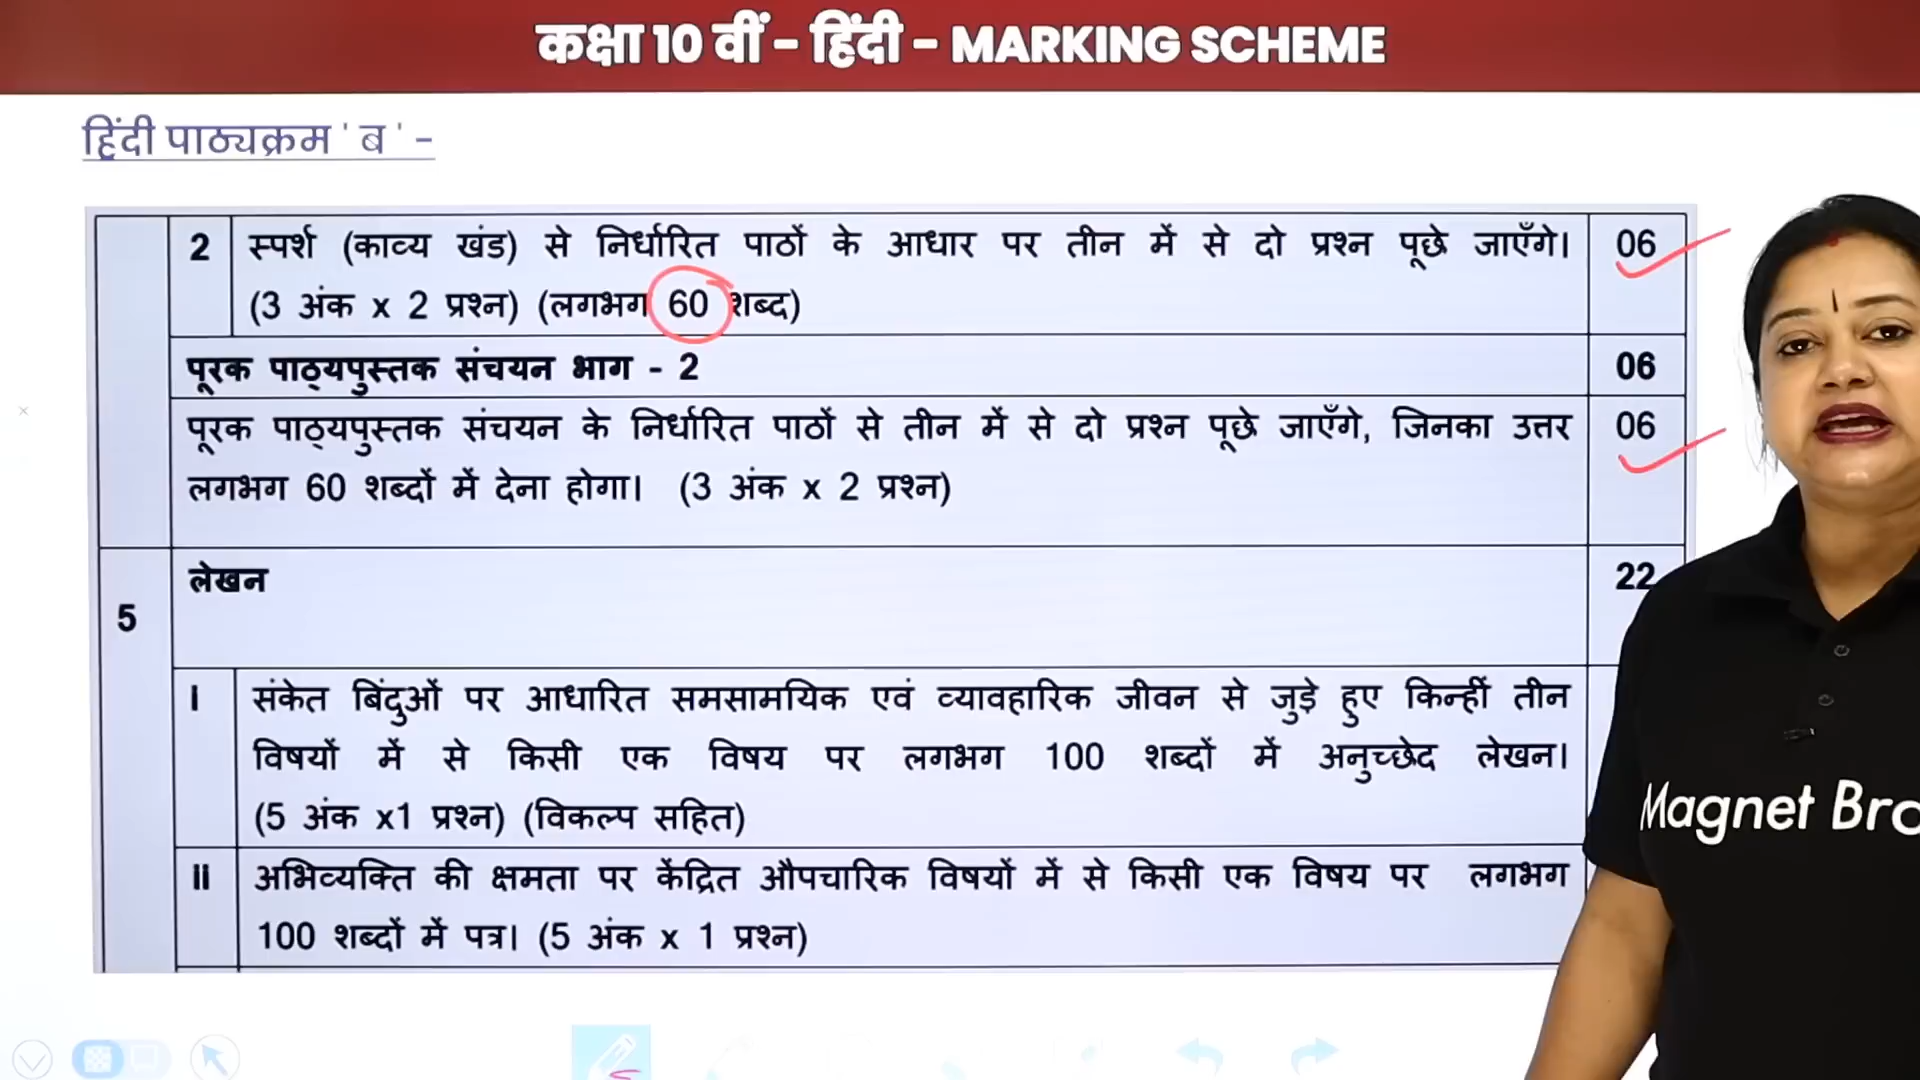 कक्षा 10 वीं - हिंदी - MARKING SCHEME
हिंदी पाठ्यक्रम ' ब ' -
2 स्पर्श (काव्य खंड) से निर्धारित पाठों के आधार पर तीन में से दो प्रश्न पूछे जाएँगे। 06
(3 अंक x 2 प्रश्न) (लगभग 60 शब्द)
पूरक पाठ्यपुस्तक संचयन भाग - 2 06
पूरक पाठ्यपुस्तक संचयन के निर्धारित पाठों से तीन में से दो प्रश्न पूछे जाएँगे, जिनका उत्तर 06
लगभग 60 शब्दों में देना होगा। (3 अंक x 2 प्रश्न)
लेखन 22
5
i संकेत बिंदुओं पर आधारित समसामयिक एवं व्यावहारिक जीवन से जुड़े हुए किन्हीं तीन
विषयों में से किसी एक विषय पर लगभग 100 शब्दों में अनुच्छेद लेखन।
(5 अंक x1 प्रश्न) (विकल्प सहित)
ii अभिव्यक्ति की क्षमता पर केंद्रित औपचारिक विषयों में से किसी एक विषय पर लगभग
100 शब्दों में पत्र। (5 अंक x 1 प्रश्न)
Magnet Bro